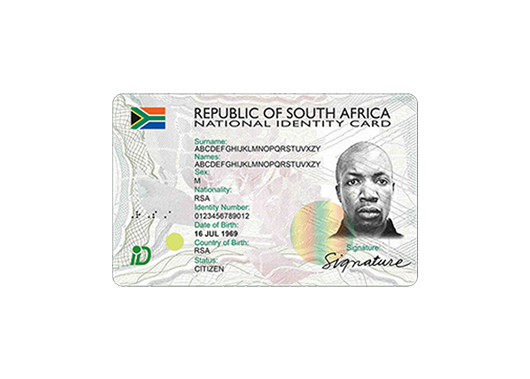 REPUBLIC OF SOUTH AFRICA
NATIONAL IDENTITY CARD
Surname:
ABCDEFGHIJKLMNOPQRSTUVXZY
Names:
ABCDEFGHIJKLMNOPQRSTUVXZY
Sex:
M
Nationality:
RSA
Identity Number:
0123456789012
Date of Birth:
16 JUL 1969
Country of Birth:
RSA
Status:
CITIZEN
Signature:
Signature
iD